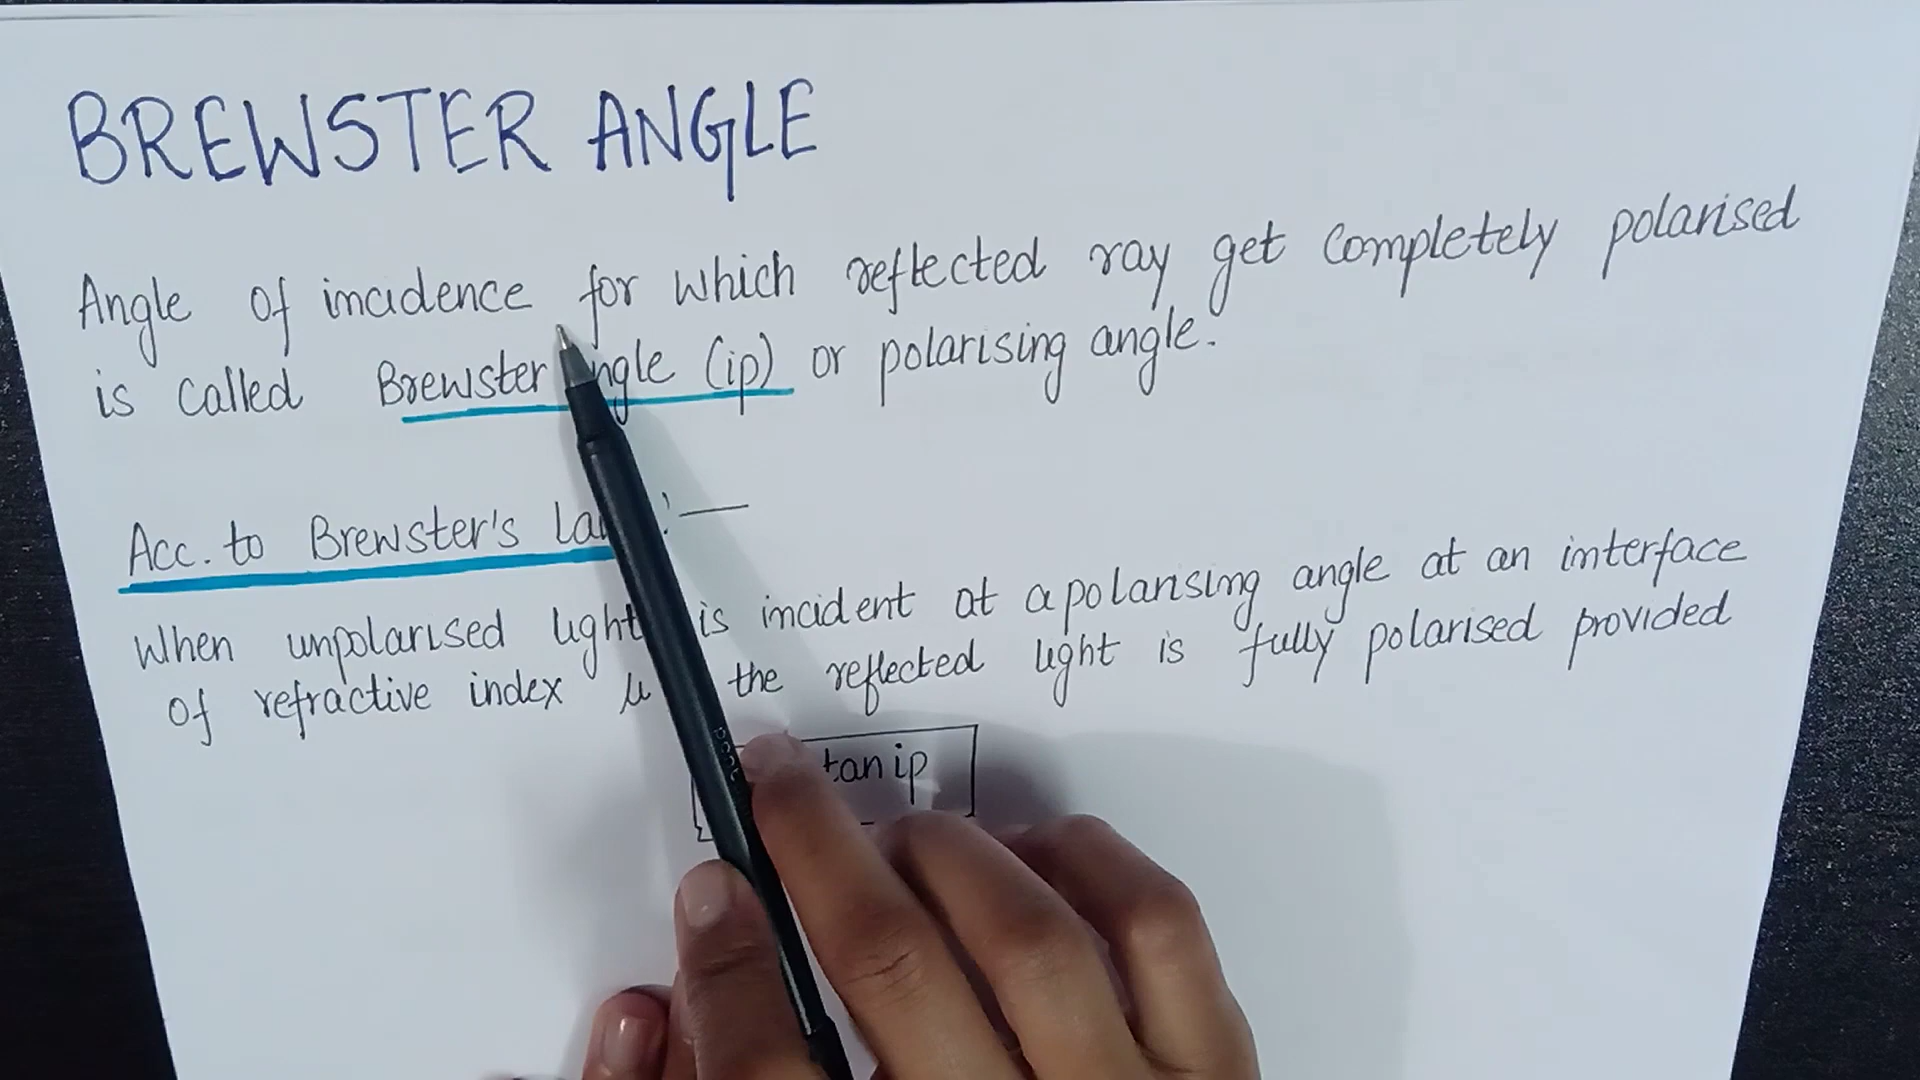 BREWSTER ANGLE
Angle of incidence for which reflected ray get completely polarised
is called Brewster angle (ip) or polarising angle.
Acc. to Brewster's :—
When unpolarised light is incident at a polarising angle at an interface
of refractive index μ the reflected light is fully polarised provided
tan ip